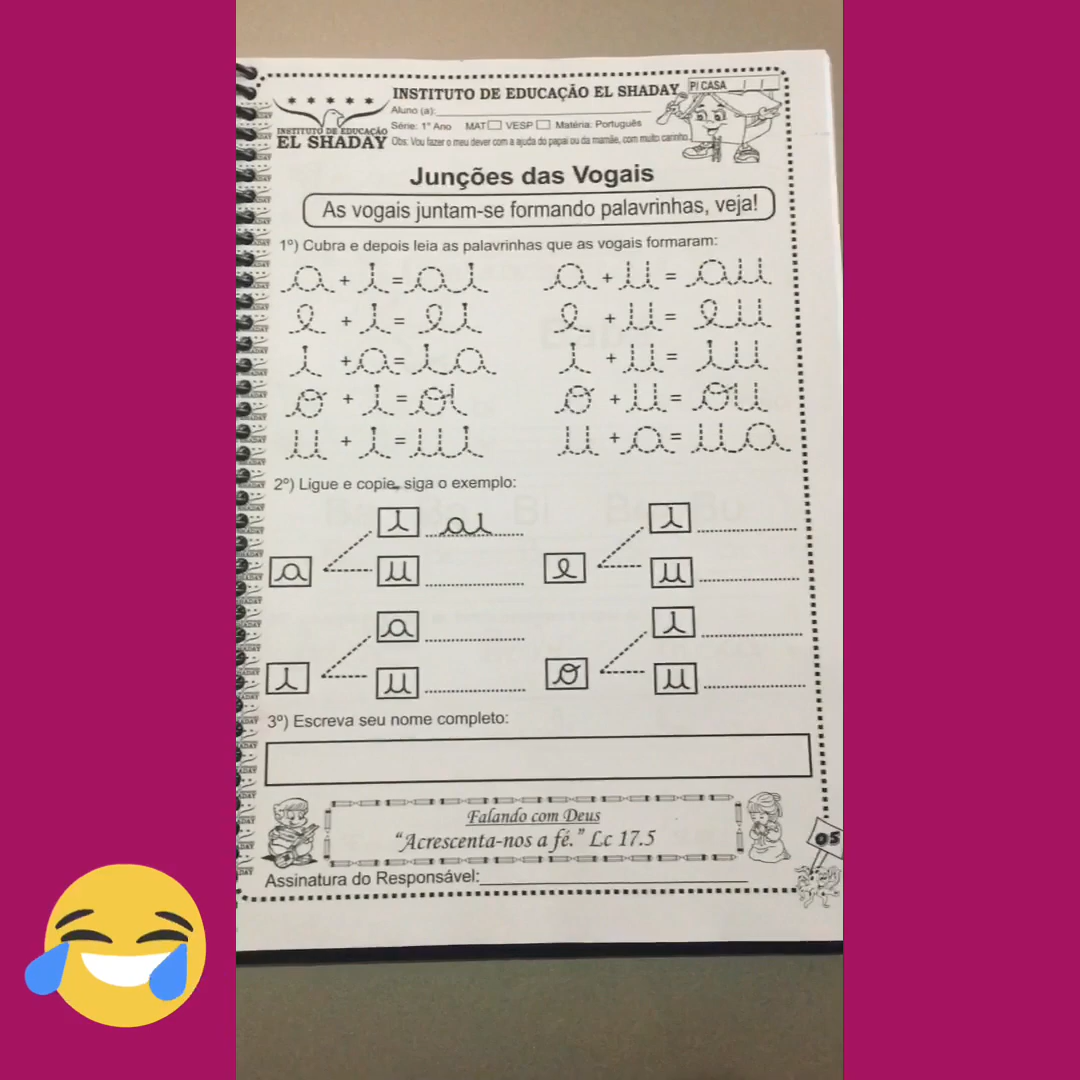 INSTITUTO DE EDUCAÇÃO EL SHADAY
P/ CASA / /
Aluno (a):
INSTITUTO DE EDUCAÇÃO
EL SHADAY
Série: 1º Ano MAT VESP Matéria: Português
Obs: Vou fazer o meu dever com a ajuda do papai ou da mamãe, com muito carinho.
Junções das Vogais
As vogais juntam-se formando palavrinhas, veja!
1º) Cubra e depois leia as palavrinhas que as vogais formaram:
a + i = ai a + u = au
e + i = ei e + u = eu
i + a = ia i + u = iu
o + i = oi o + u = ou
u + i = ui u + a = ua
2º) Ligue e copie, siga o exemplo:
i ai i
a u e u
a i
i u o u
3º) Escreva seu nome completo:
Falando com Deus
“Acrescenta-nos a fé.” Lc 17.5
05
Assinatura do Responsável: